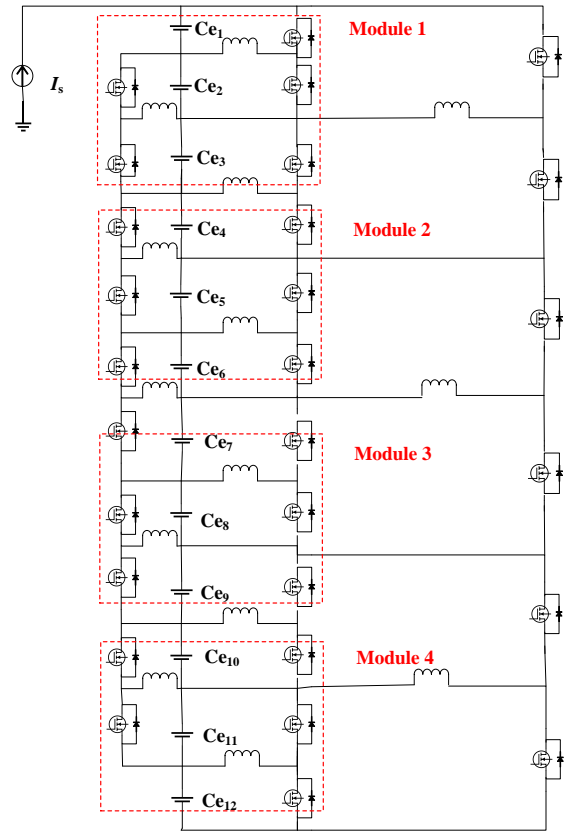 Ce₁
Module 1
Iₛ
Ce₂
Ce₃
Ce₄
Module 2
Ce₅
Ce₆
Ce₇
Module 3
Ce₈
Ce₉
Ce₁₀
Module 4
Ce₁₁
Ce₁₂